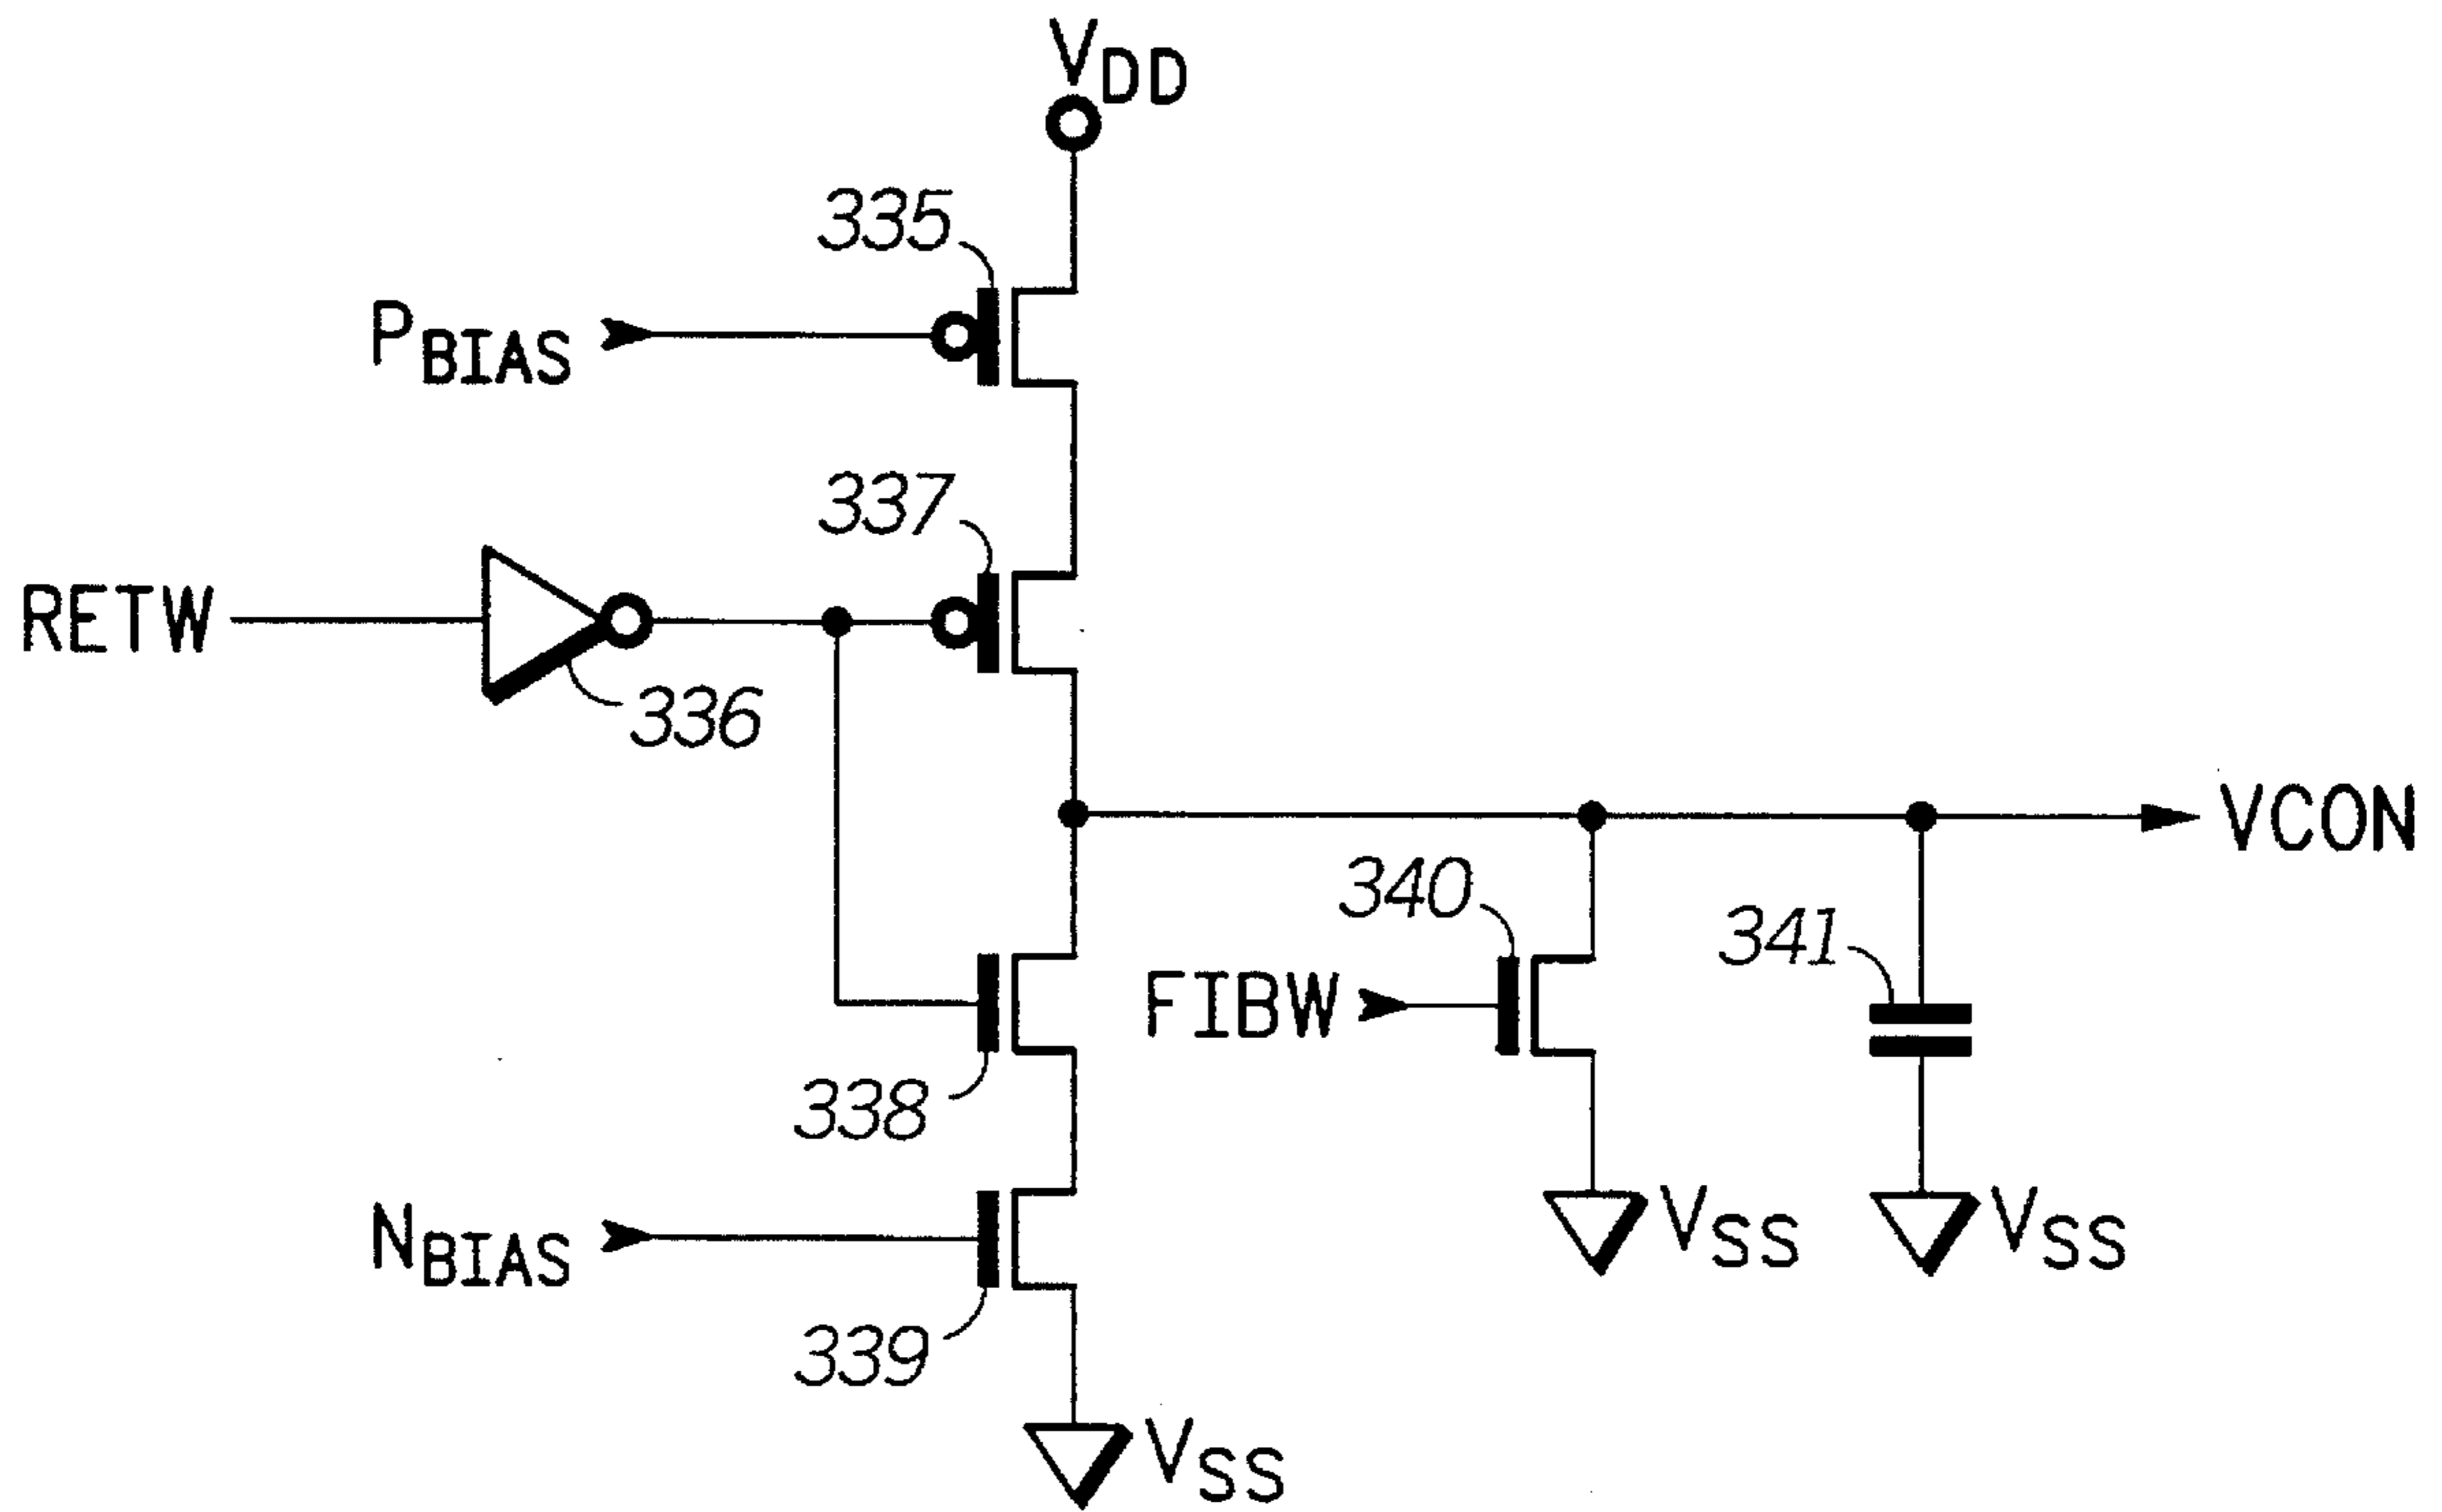 VDD
335
PBIAS
337
RETW
336
VCON
340
341
FIBW
338
NBIAS
VSS
VSS
339
VSS